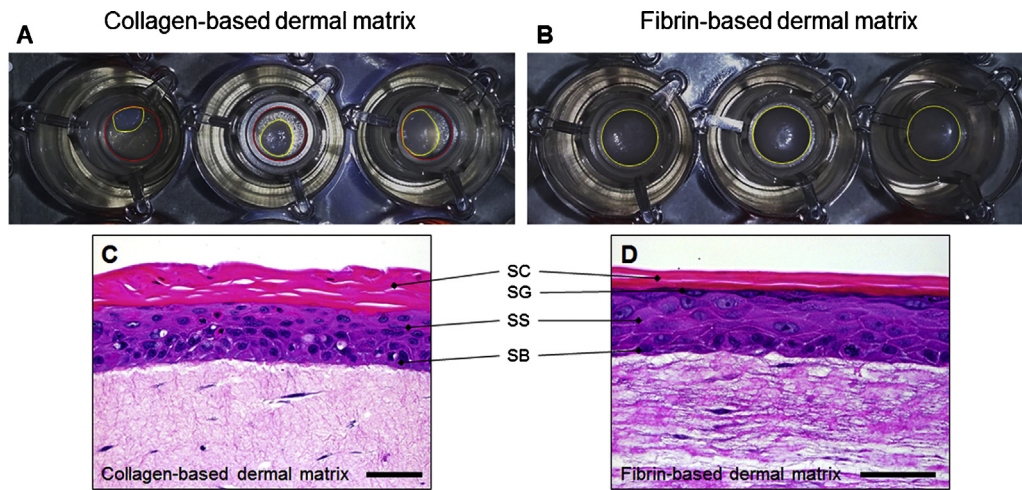 Collagen-based dermal matrix
Fibrin-based dermal matrix
A
B
C
D
SC
SG
SS
SB
Collagen-based dermal matrix
Fibrin-based dermal matrix